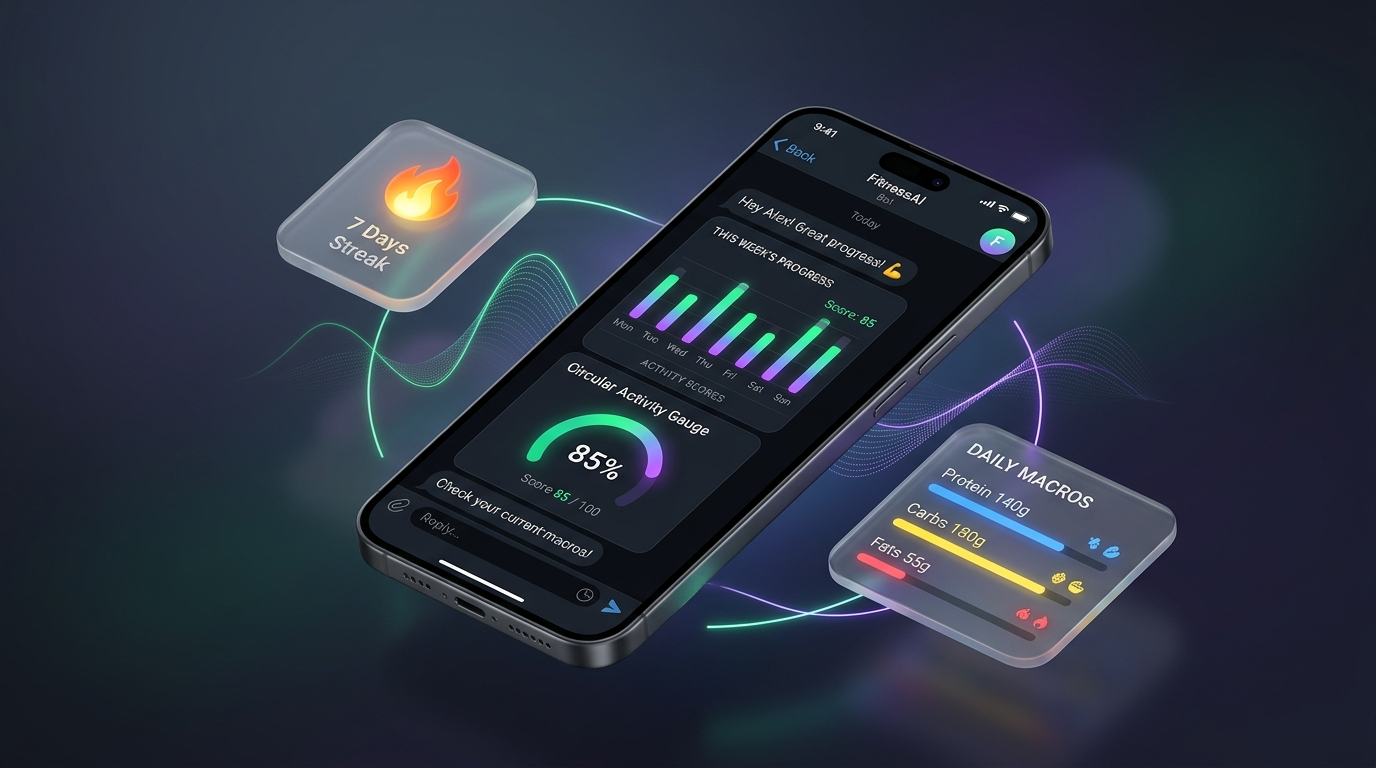 7 Days
Streak
9:41
Back
FitnessAI
Bot
F
Today
Hey Alex! Great progress! 💪
THIS WEEK'S PROGRESS
Score: 85
Mon Tue Wed Thu Fri Sat Sun
ACTIVITY SCORES
Circular Activity Gauge
85%
Score 85 / 100
Check your current macros!
Reply...
DAILY MACROS
Protein 140g
Carbs 180g
Fats 55g